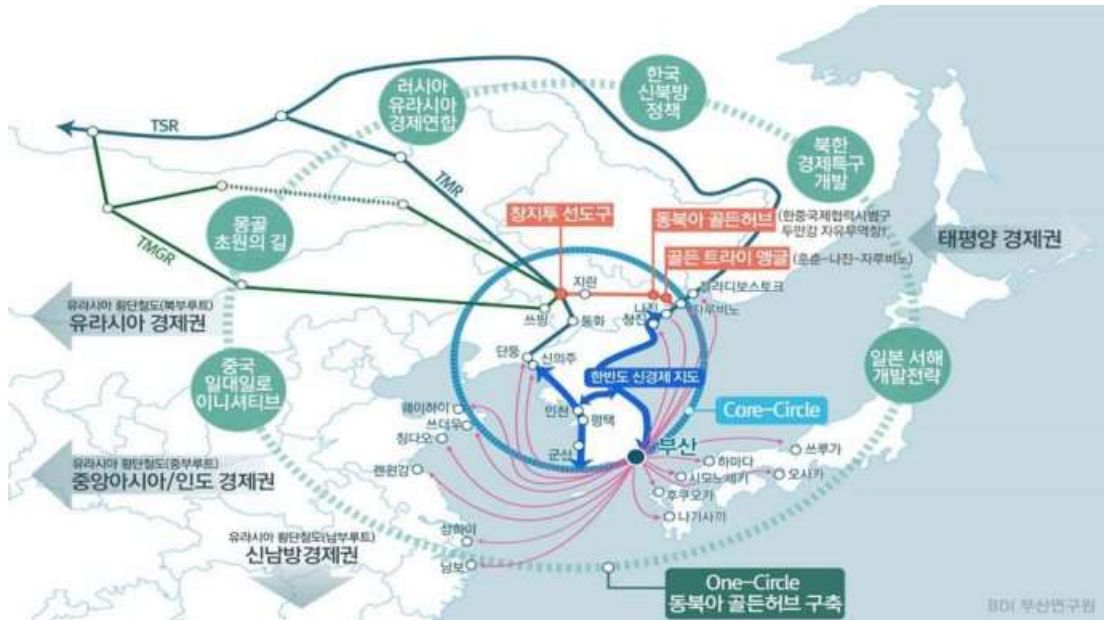 러시아
유라시아
경제연합
한국
신북방
정책
TSR
북한
경제특구
개발
TMR
몽골
초원의 길
창지투 선도구
동북아 골든허브
(한중국제협력시범구
두만강 자유무역항)
태평양 경제권
TMGR
골든 트라이 앵글
(훈춘-나진-자루비노)
지린
블라디보스토크
나진
자루비노
청진
유라시아 횡단철도(북부루트)
유라시아 경제권
쓰핑
통화
단둥
신의주
일본 서해
개발전략
중국
일대일로
이니셔티브
한반도 신경제 지도
웨이하이
인천
Core-Circle
쓰더우
평택
칭다오
부산
쓰루가
군산
유라시아 횡단철도(중부루트)
중앙아시아/인도 경제권
롄윈강
하마다
시모노세키
오사카
후쿠오카
나가사끼
유라시아 횡단철도(남부루트)
신남방경제권
상하이
닝보
One-Circle
동북아 골든허브 구축
BDI 부산연구원